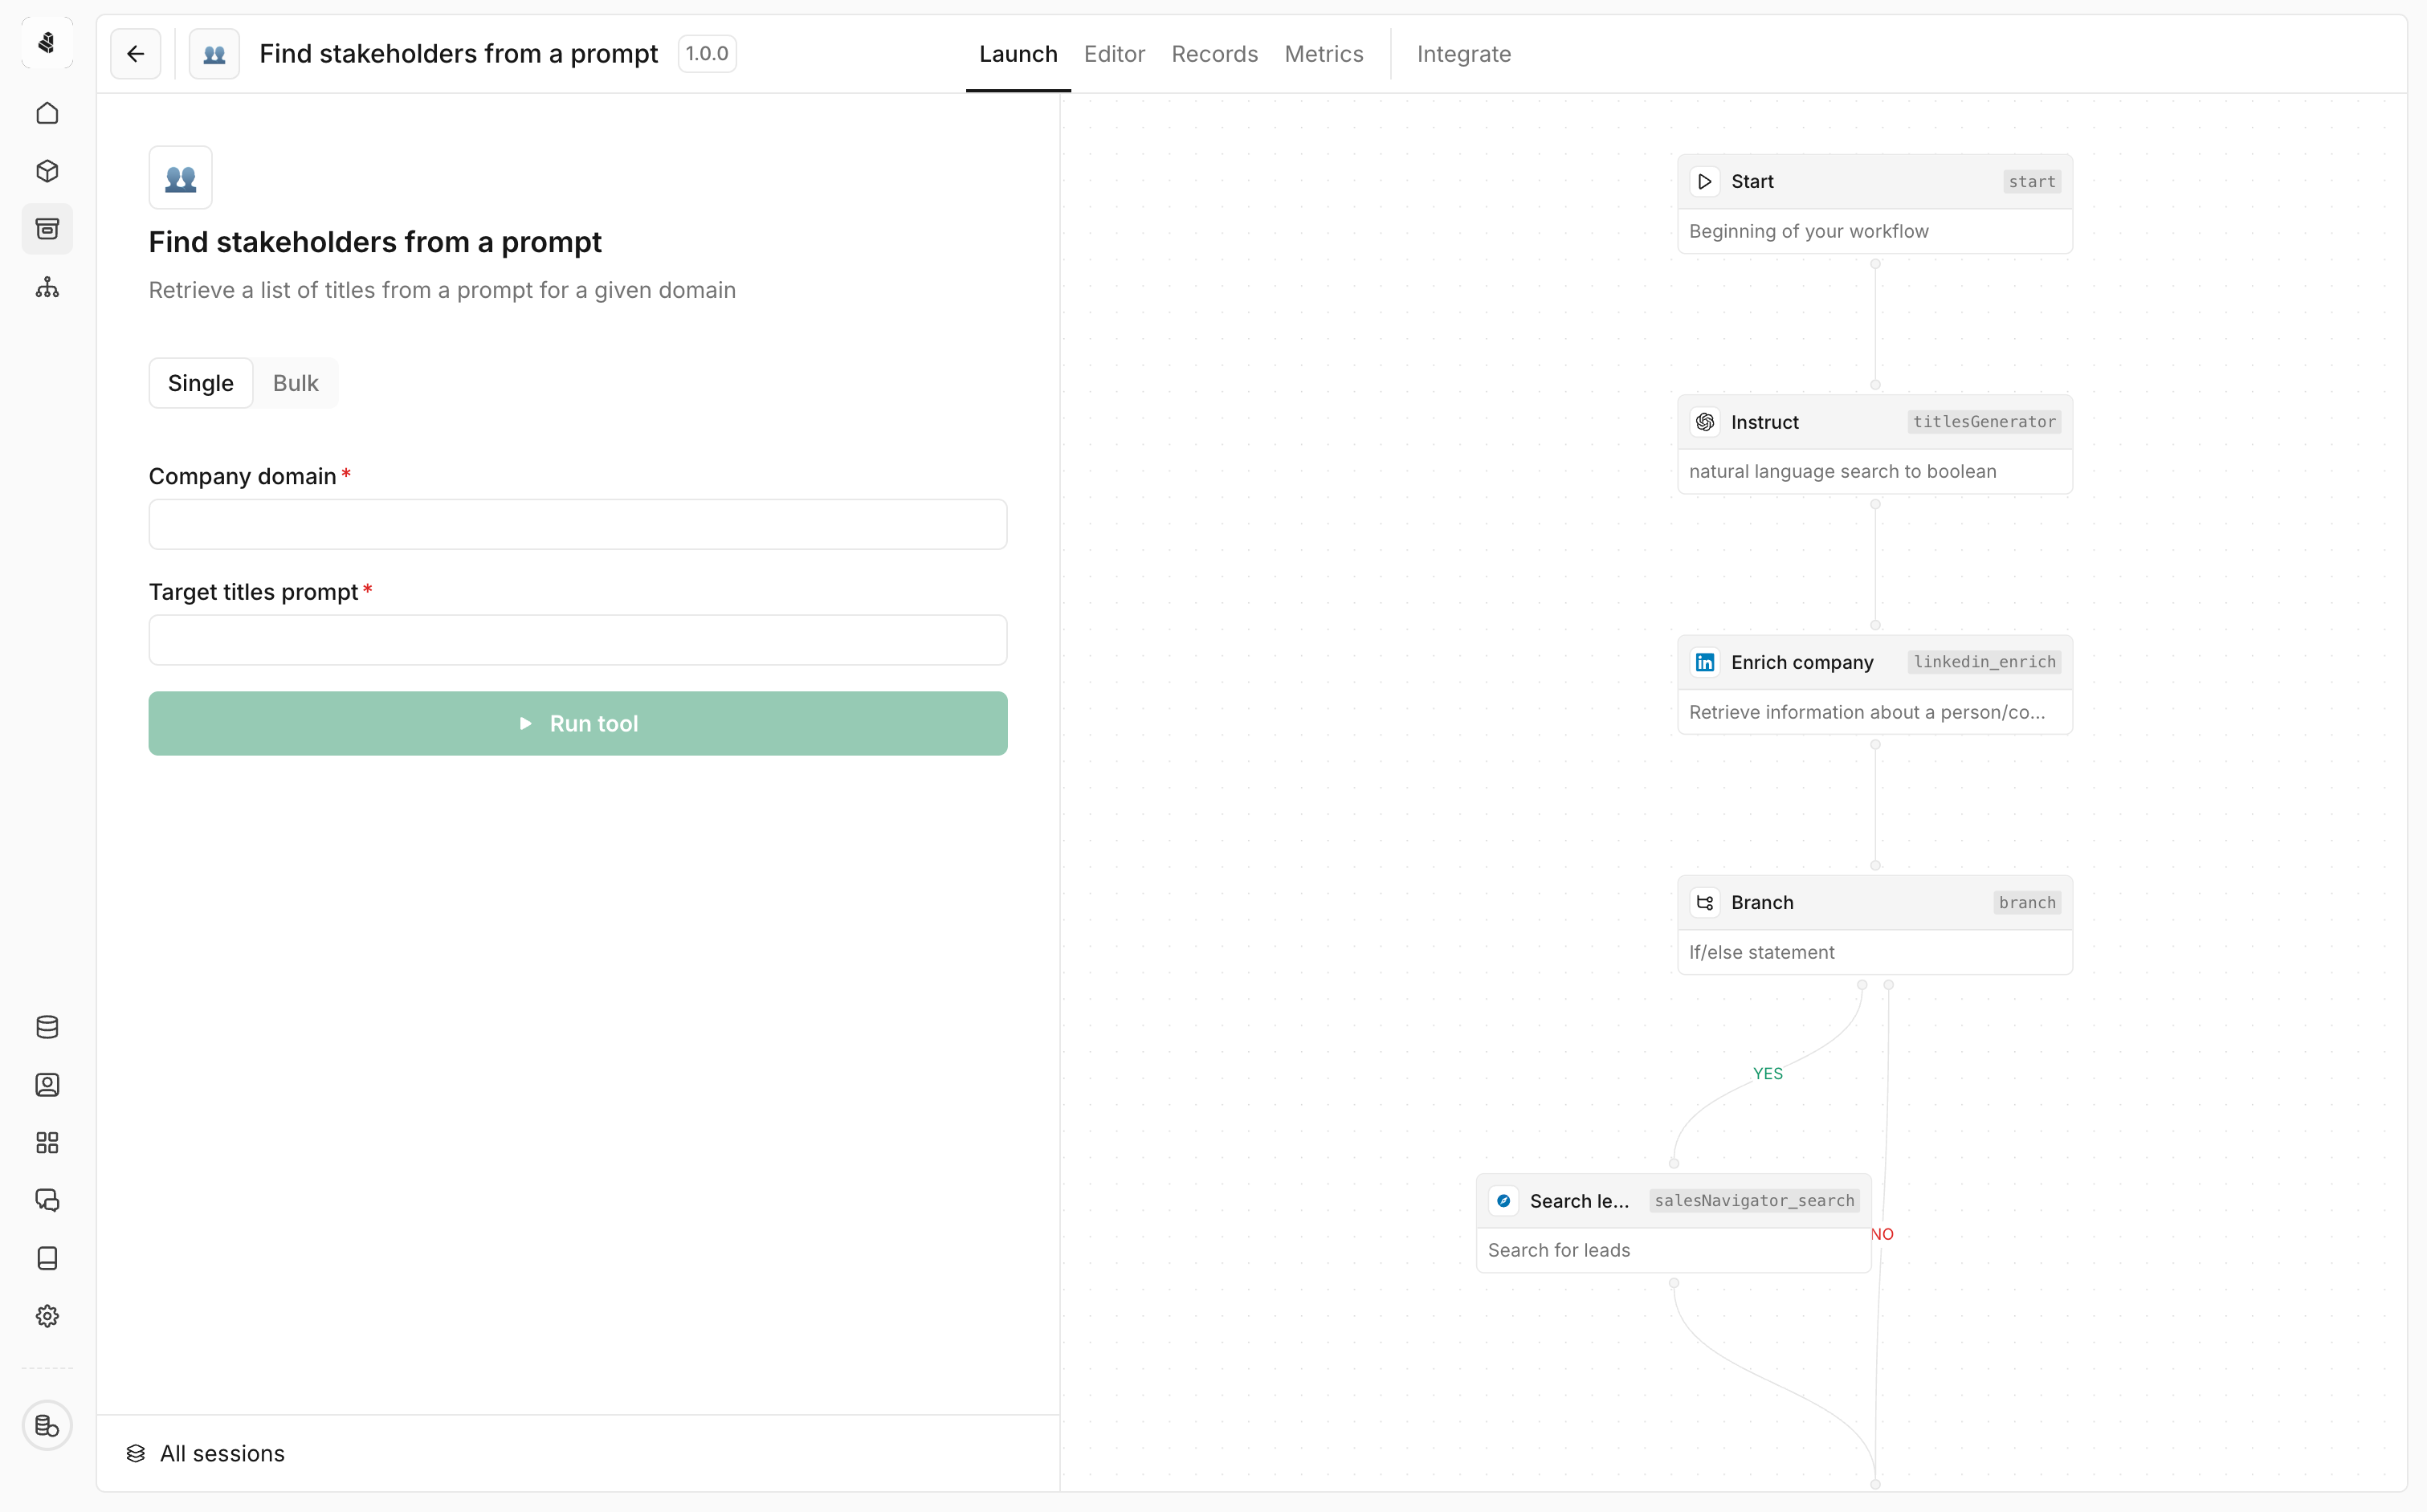 Find stakeholders from a prompt 1.0.0
Launch Editor Records Metrics Integrate
Find stakeholders from a prompt
Retrieve a list of titles from a prompt for a given domain
Single Bulk
Company domain *
Target titles prompt *
Run tool
All sessions
Start start
Beginning of your workflow
Instruct titlesGenerator
natural language search to boolean
Enrich company linkedin_enrich
Retrieve information about a person/co...
Branch branch
If/else statement
YES
Search le... salesNavigator_search
NO
Search for leads